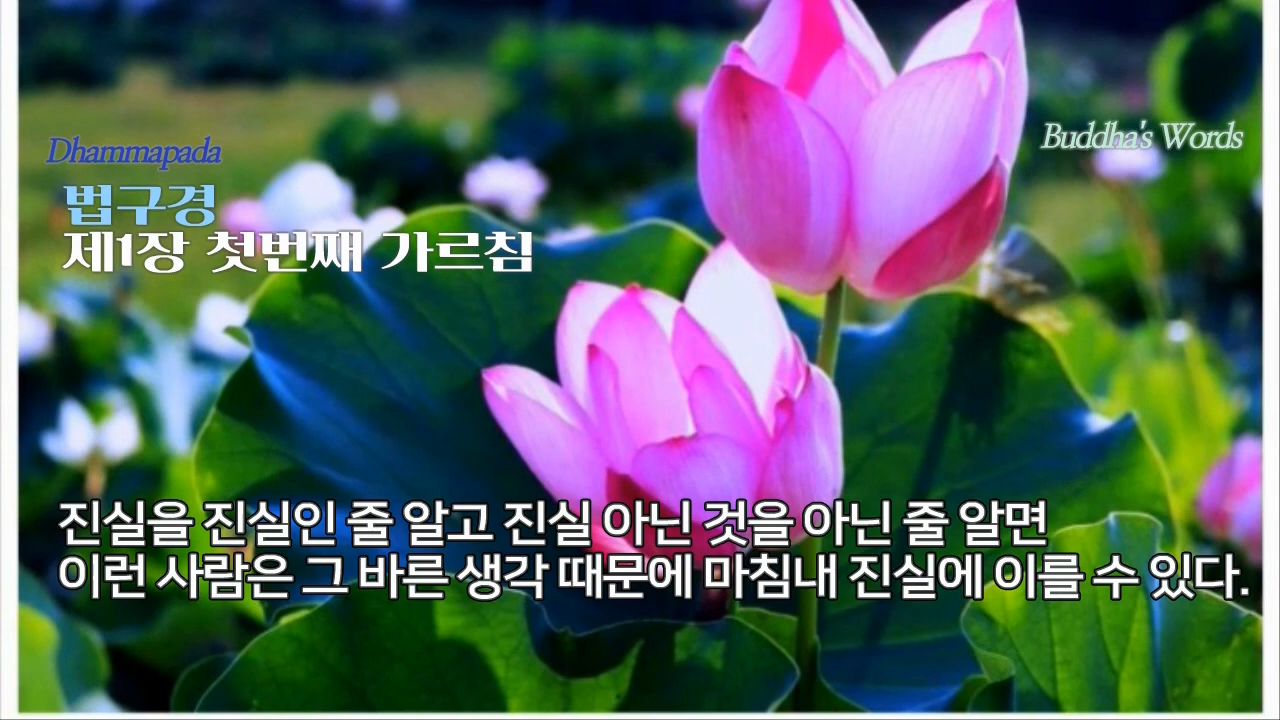 Dhammapada
Buddha's Words
법구경
제1장 첫번째 가르침
진실을 진실인 줄 알고 진실 아닌 것을 아닌 줄 알면
이런 사람은 그 바른 생각 때문에 마침내 진실에 이를 수 있다.